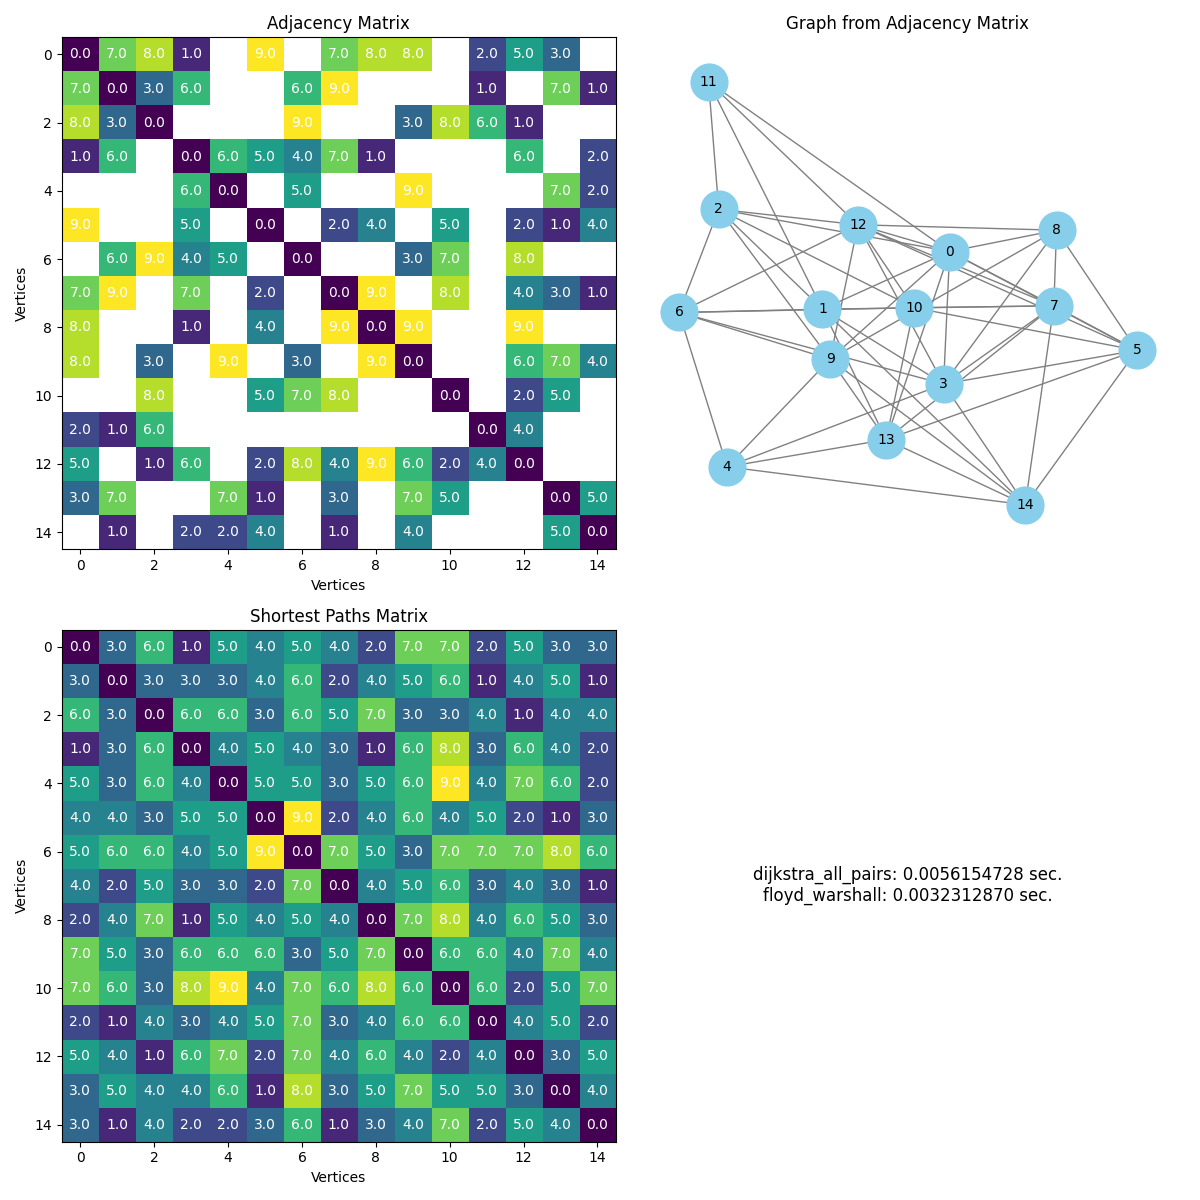 Adjacency Matrix
0 0.0 7.0 8.0 1.0 9.0 7.0 8.0 8.0 2.0 5.0 3.0
7.0 0.0 3.0 6.0 6.0 9.0 1.0 7.0 1.0
2 8.0 3.0 0.0 9.0 3.0 8.0 6.0 1.0
1.0 6.0 0.0 6.0 5.0 4.0 7.0 1.0 6.0 2.0
4 6.0 0.0 5.0 9.0 7.0 2.0
9.0 5.0 0.0 2.0 4.0 5.0 2.0 1.0 4.0
6 6.0 9.0 4.0 5.0 0.0 3.0 7.0 8.0
7.0 9.0 7.0 2.0 0.0 9.0 8.0 4.0 3.0 1.0
8 8.0 1.0 4.0 9.0 0.0 9.0 9.0
8.0 3.0 9.0 3.0 9.0 0.0 6.0 7.0 4.0
10 8.0 5.0 7.0 8.0 0.0 2.0 5.0
2.0 1.0 6.0 0.0 4.0
12 5.0 1.0 6.0 2.0 8.0 4.0 9.0 6.0 2.0 4.0 0.0
3.0 7.0 7.0 1.0 3.0 7.0 5.0 0.0 5.0
14 1.0 2.0 2.0 4.0 1.0 4.0 5.0 0.0
0 2 4 6 8 10 12 14
Vertices
Vertices
Graph from Adjacency Matrix
11
2
12
8
0
6
1
10
7
5
9
3
13
4
14
Shortest Paths Matrix
0 0.0 3.0 6.0 1.0 5.0 4.0 5.0 4.0 2.0 7.0 7.0 2.0 5.0 3.0 3.0
3.0 0.0 3.0 3.0 3.0 4.0 6.0 2.0 4.0 5.0 6.0 1.0 4.0 5.0 1.0
2 6.0 3.0 0.0 6.0 6.0 3.0 6.0 5.0 7.0 3.0 3.0 4.0 1.0 4.0 4.0
1.0 3.0 6.0 0.0 4.0 5.0 4.0 3.0 1.0 6.0 8.0 3.0 6.0 4.0 2.0
4 5.0 3.0 6.0 4.0 0.0 5.0 5.0 3.0 5.0 6.0 9.0 4.0 7.0 6.0 2.0
4.0 4.0 3.0 5.0 5.0 0.0 9.0 2.0 4.0 6.0 4.0 5.0 2.0 1.0 3.0
6 5.0 6.0 6.0 4.0 5.0 9.0 0.0 7.0 5.0 3.0 7.0 7.0 7.0 8.0 6.0
4.0 2.0 5.0 3.0 3.0 2.0 7.0 0.0 4.0 5.0 6.0 3.0 4.0 3.0 1.0
8 2.0 4.0 7.0 1.0 5.0 4.0 5.0 4.0 0.0 7.0 8.0 4.0 6.0 5.0 3.0
7.0 5.0 3.0 6.0 6.0 6.0 3.0 5.0 7.0 0.0 6.0 6.0 4.0 7.0 4.0
10 7.0 6.0 3.0 8.0 9.0 4.0 7.0 6.0 8.0 6.0 0.0 6.0 2.0 5.0 7.0
2.0 1.0 4.0 3.0 4.0 5.0 7.0 3.0 4.0 6.0 6.0 0.0 4.0 5.0 2.0
12 5.0 4.0 1.0 6.0 7.0 2.0 7.0 4.0 6.0 4.0 2.0 4.0 0.0 3.0 5.0
3.0 5.0 4.0 4.0 6.0 1.0 8.0 3.0 5.0 7.0 5.0 5.0 3.0 0.0 4.0
14 3.0 1.0 4.0 2.0 2.0 3.0 6.0 1.0 3.0 4.0 7.0 2.0 5.0 4.0 0.0
0 2 4 6 8 10 12 14
Vertices
Vertices
dijkstra_all_pairs: 0.0056154728 sec.
floyd_warshall: 0.0032312870 sec.